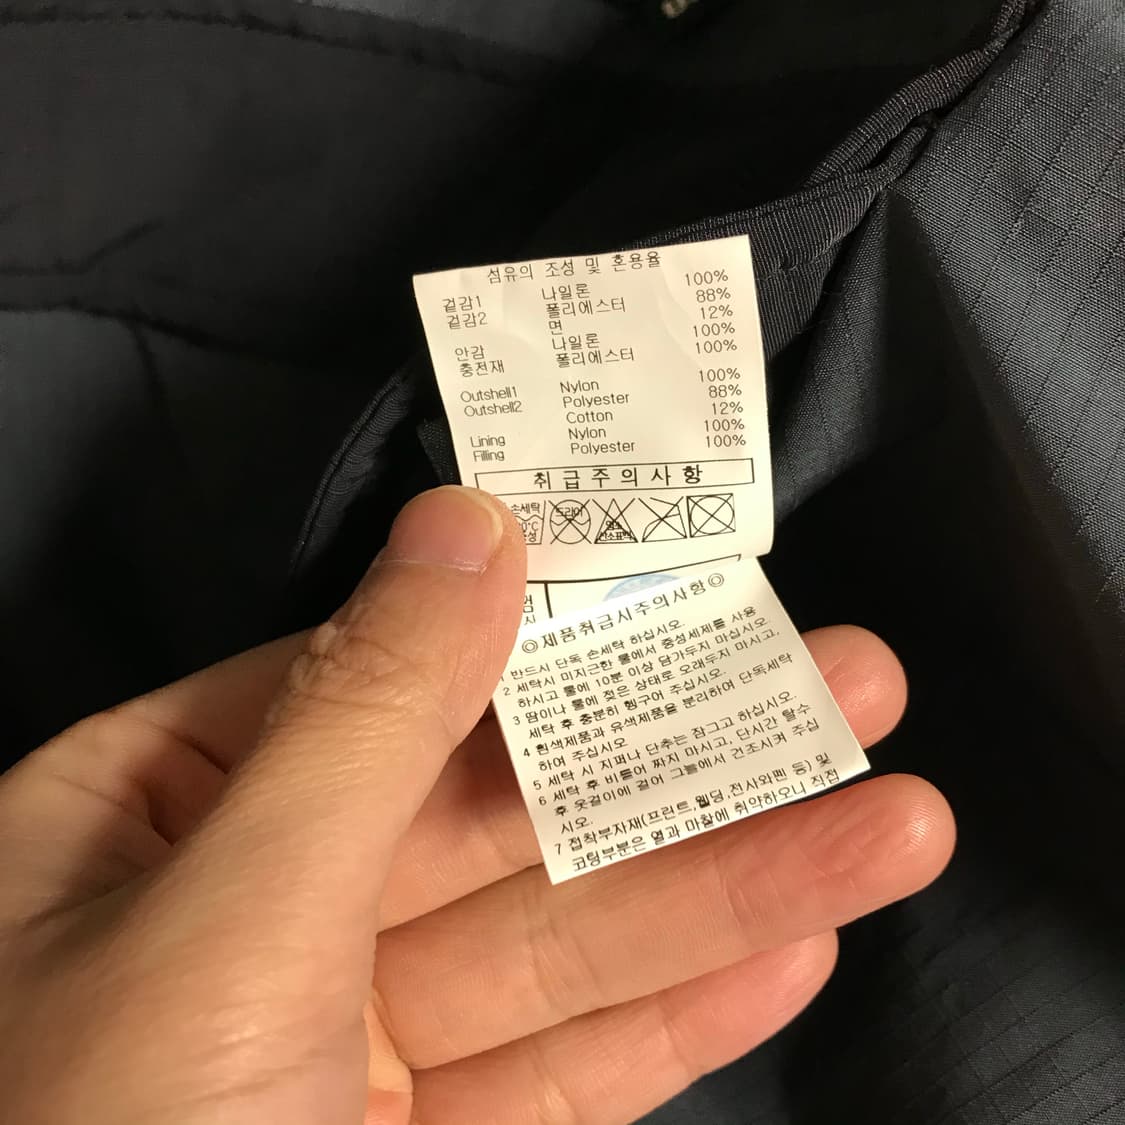 섬유의 조성 및 혼용율
겉감1 나일론 100%
겉감2 폴리에스터 88%
면 12%
안감 나일론 100%
충전재 폴리에스터 100%
Outshell1 Nylon 100%
Outshell2 Polyester 88%
Cotton 12%
Lining Nylon 100%
Filling Polyester 100%
취급주의사항
손세탁
드라이
염소
산소표백
◎제품취급시주의사항◎
1 반드시 단독 손세탁 하십시오.
2 세탁시 미지근한 물에서 중성세제를 사용
하시고 물에 10분 이상 담가두지 마십시오.
3 땀이나 물에 젖은 상태로 오래두지 마시고,
세탁 후 충분히 헹구어 주십시오.
4 흰색제품과 유색제품을 분리하여 단독세탁
하여 주십시오
5 세탁 시 지퍼나 단추는 잠그고 하십시오.
6 세탁 후 비틀어 짜지 마시고, 단시간 탈수
후 옷걸이에 걸어 그늘에서 건조시켜 주십
시오.
7 접착부자재(프린트,웰딩,전사와펜 등) 및
코팅부분은 열과 마찰에 취약하오니 직접